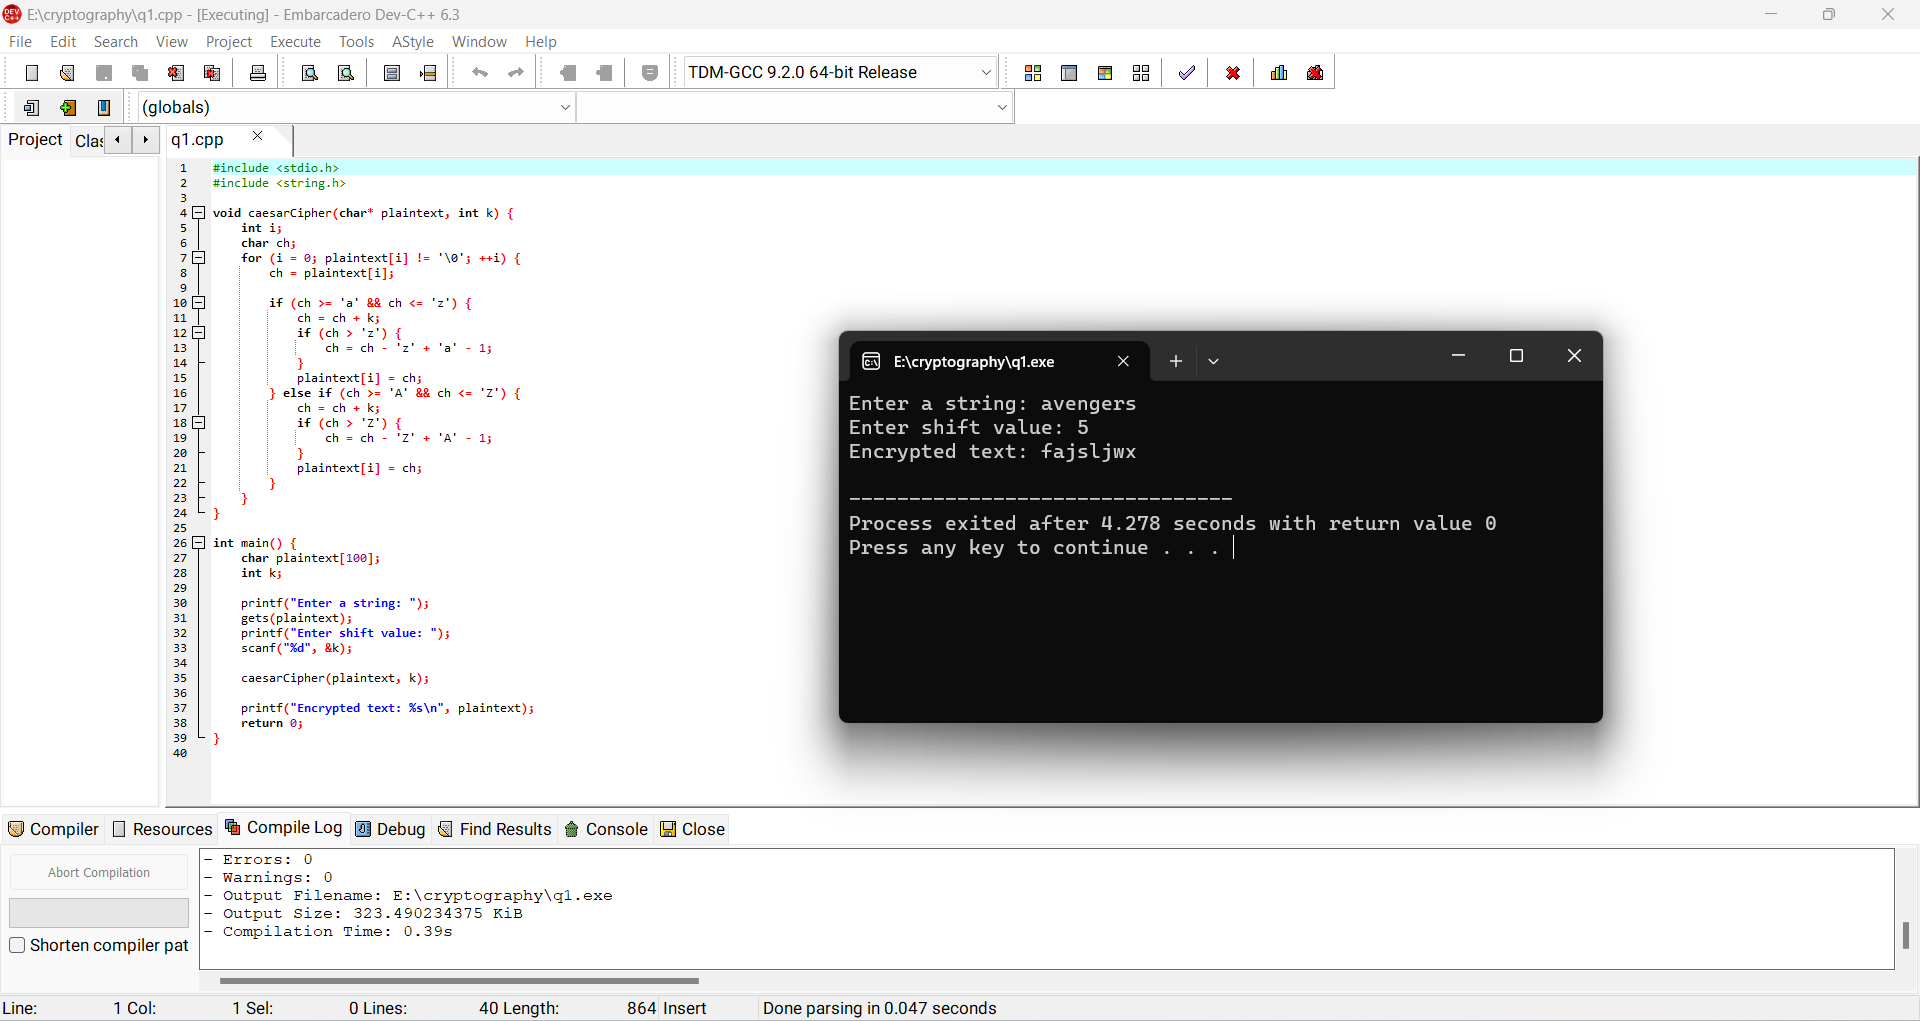 E:\cryptography\q1.cpp - [Executing] - Embarcadero Dev-C++ 6.3
File Edit Search View Project Execute Tools AStyle Window Help
TDM-GCC 9.2.0 64-bit Release
(globals)
Project Clas q1.cpp
1 #include <stdio.h>
2 #include <string.h>
3
4 void caesarCipher(char* plaintext, int k) {
5 int i;
6 char ch;
7 for (i = 0; plaintext[i] != '\0'; ++i) {
8 ch = plaintext[i];
9
10 if (ch >= 'a' && ch <= 'z') {
11 ch = ch + k;
12 if (ch > 'z') {
13 ch = ch - 'z' + 'a' - 1;
14 }
15 plaintext[i] = ch;
16 } else if (ch >= 'A' && ch <= 'Z') {
17 ch = ch + k;
18 if (ch > 'Z') {
19 ch = ch - 'Z' + 'A' - 1;
20 }
21 plaintext[i] = ch;
22 }
23 }
24 }
25
26 int main() {
27 char plaintext[100];
28 int k;
29
30 printf("Enter a string: ");
31 gets(plaintext);
32 printf("Enter shift value: ");
33 scanf("%d", &k);
34
35 caesarCipher(plaintext, k);
36
37 printf("Encrypted text: %s\n", plaintext);
38 return 0;
39 }
40
E:\cryptography\q1.exe
Enter a string: avengers
Enter shift value: 5
Encrypted text: fajsljwx
--------------------------------
Process exited after 4.278 seconds with return value 0
Press any key to continue . . .
Compiler Resources Compile Log Debug Find Results Console Close
Abort Compilation
Shorten compiler pat
- Errors: 0
- Warnings: 0
- Output Filename: E:\cryptography\q1.exe
- Output Size: 323.490234375 KiB
- Compilation Time: 0.39s
Line: 1 Col: 1 Sel: 0 Lines: 40 Length: 864 Insert Done parsing in 0.047 seconds